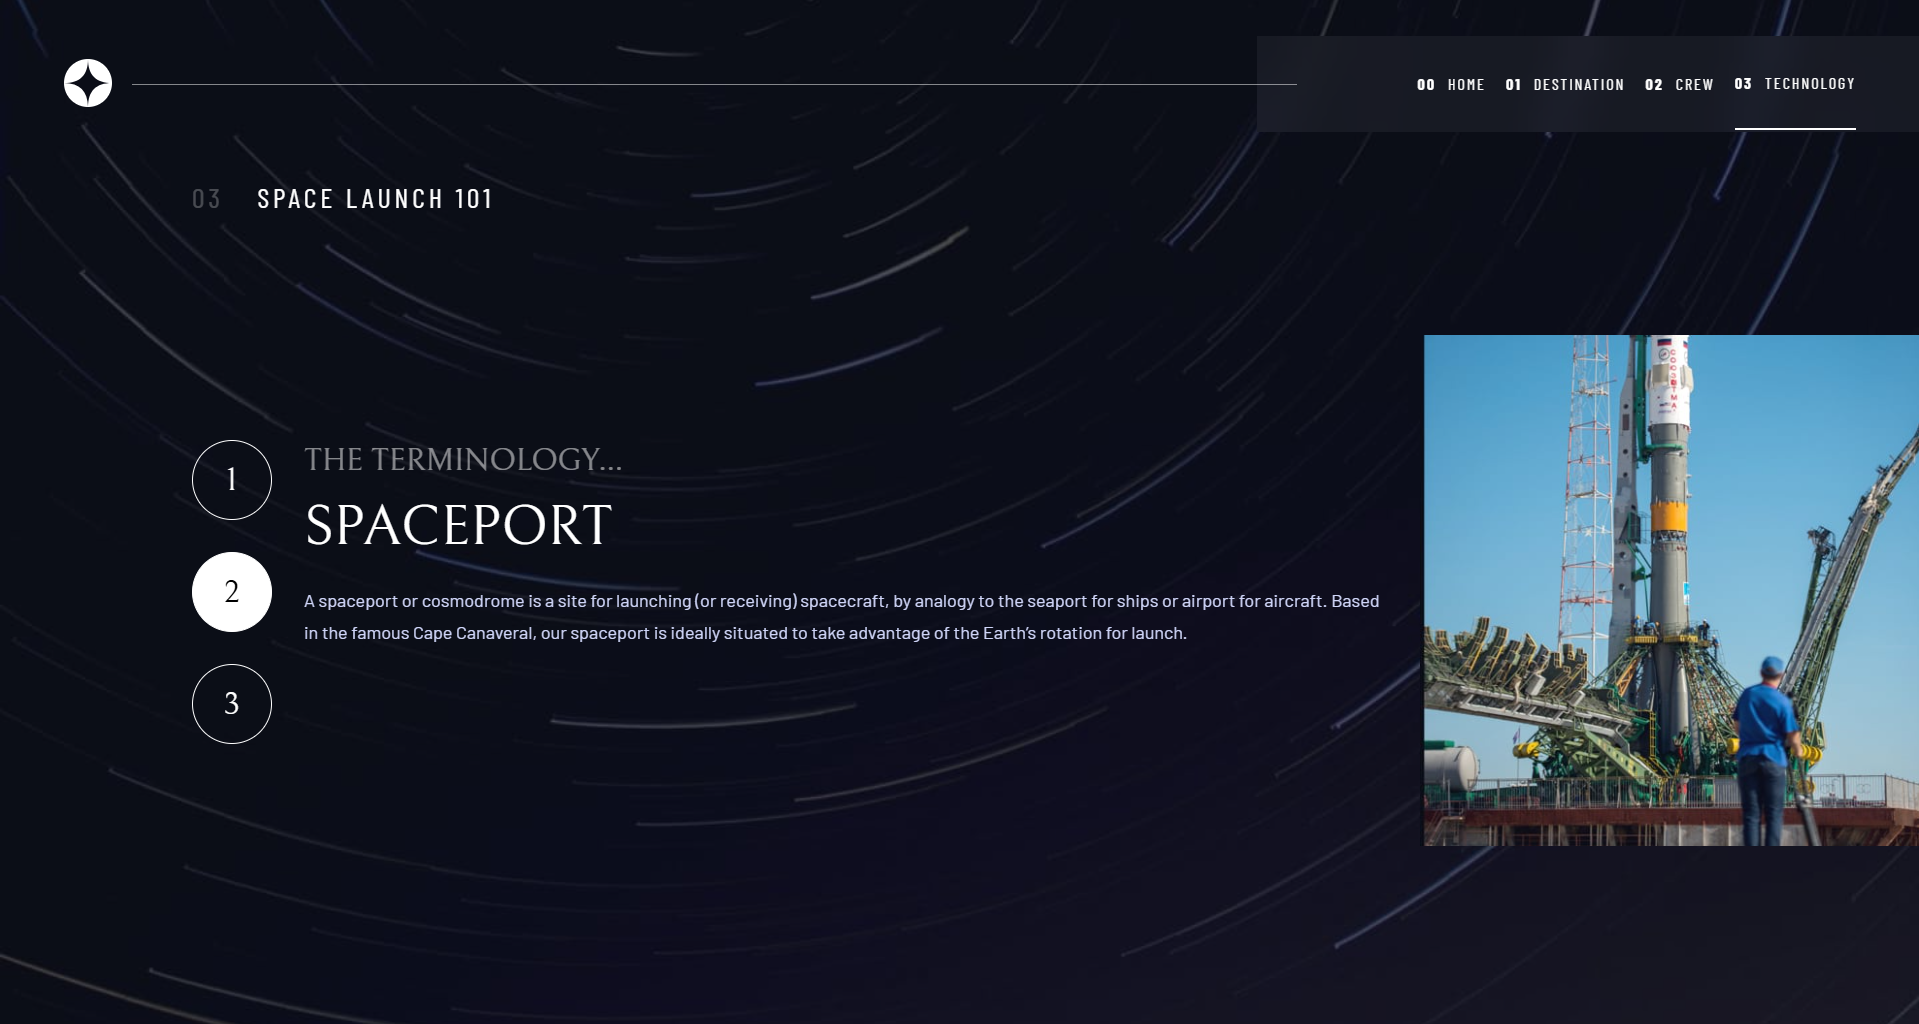 00 HOME 01 DESTINATION 02 CREW 03 TECHNOLOGY
03 SPACE LAUNCH 101
1
2
3
THE TERMINOLOGY...
SPACEPORT
A spaceport or cosmodrome is a site for launching (or receiving) spacecraft, by analogy to the seaport for ships or airport for aircraft. Based
in the famous Cape Canaveral, our spaceport is ideally situated to take advantage of the Earth’s rotation for launch.